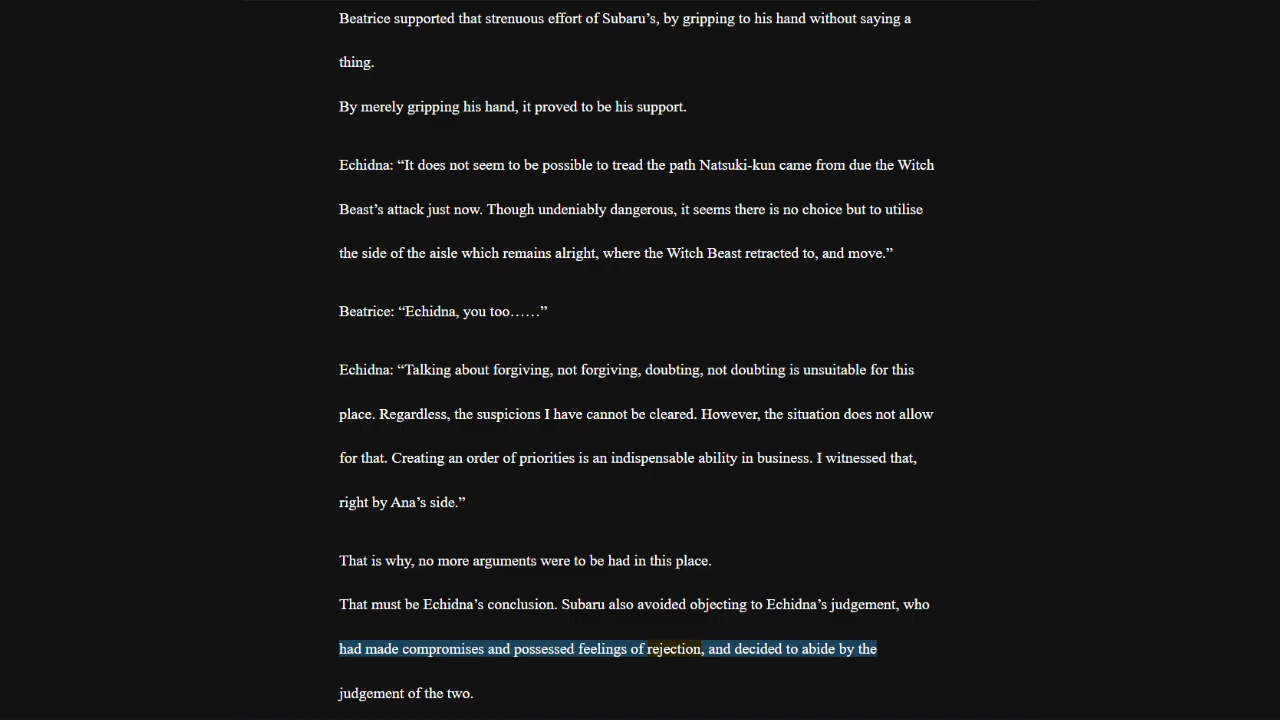 Beatrice supported that strenuous effort of Subaru’s, by gripping to his hand without saying a
thing.
By merely gripping his hand, it proved to be his support.
Echidna: “It does not seem to be possible to tread the path Natsuki-kun came from due the Witch
Beast’s attack just now. Though undeniably dangerous, it seems there is no choice but to utilise
the side of the aisle which remains alright, where the Witch Beast retracted to, and move.”
Beatrice: “Echidna, you too……”
Echidna: “Talking about forgiving, not forgiving, doubting, not doubting is unsuitable for this
place. Regardless, the suspicions I have cannot be cleared. However, the situation does not allow
for that. Creating an order of priorities is an indispensable ability in business. I witnessed that,
right by Ana’s side.”
That is why, no more arguments were to be had in this place.
That must be Echidna’s conclusion. Subaru also avoided objecting to Echidna’s judgement, who
had made compromises and possessed feelings of rejection, and decided to abide by the
judgement of the two.